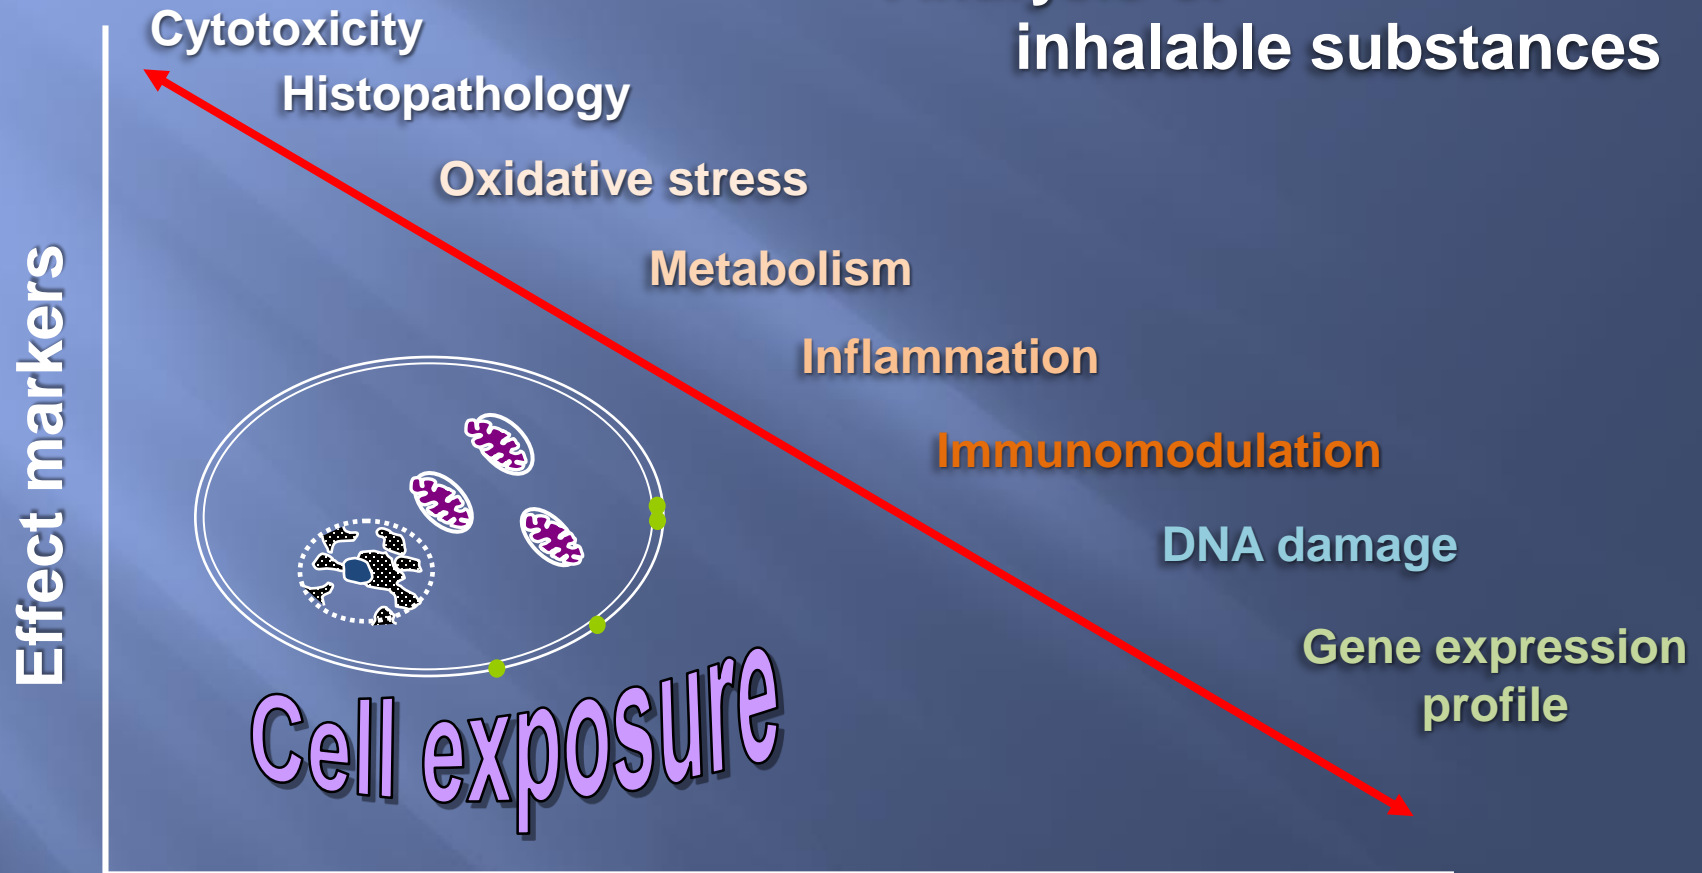 inhalable substances
Cytotoxicity
Histopathology
Oxidative stress
Metabolism
Inflammation
Immunomodulation
DNA damage
Gene expression
profile
Effect markers
Cell exposure